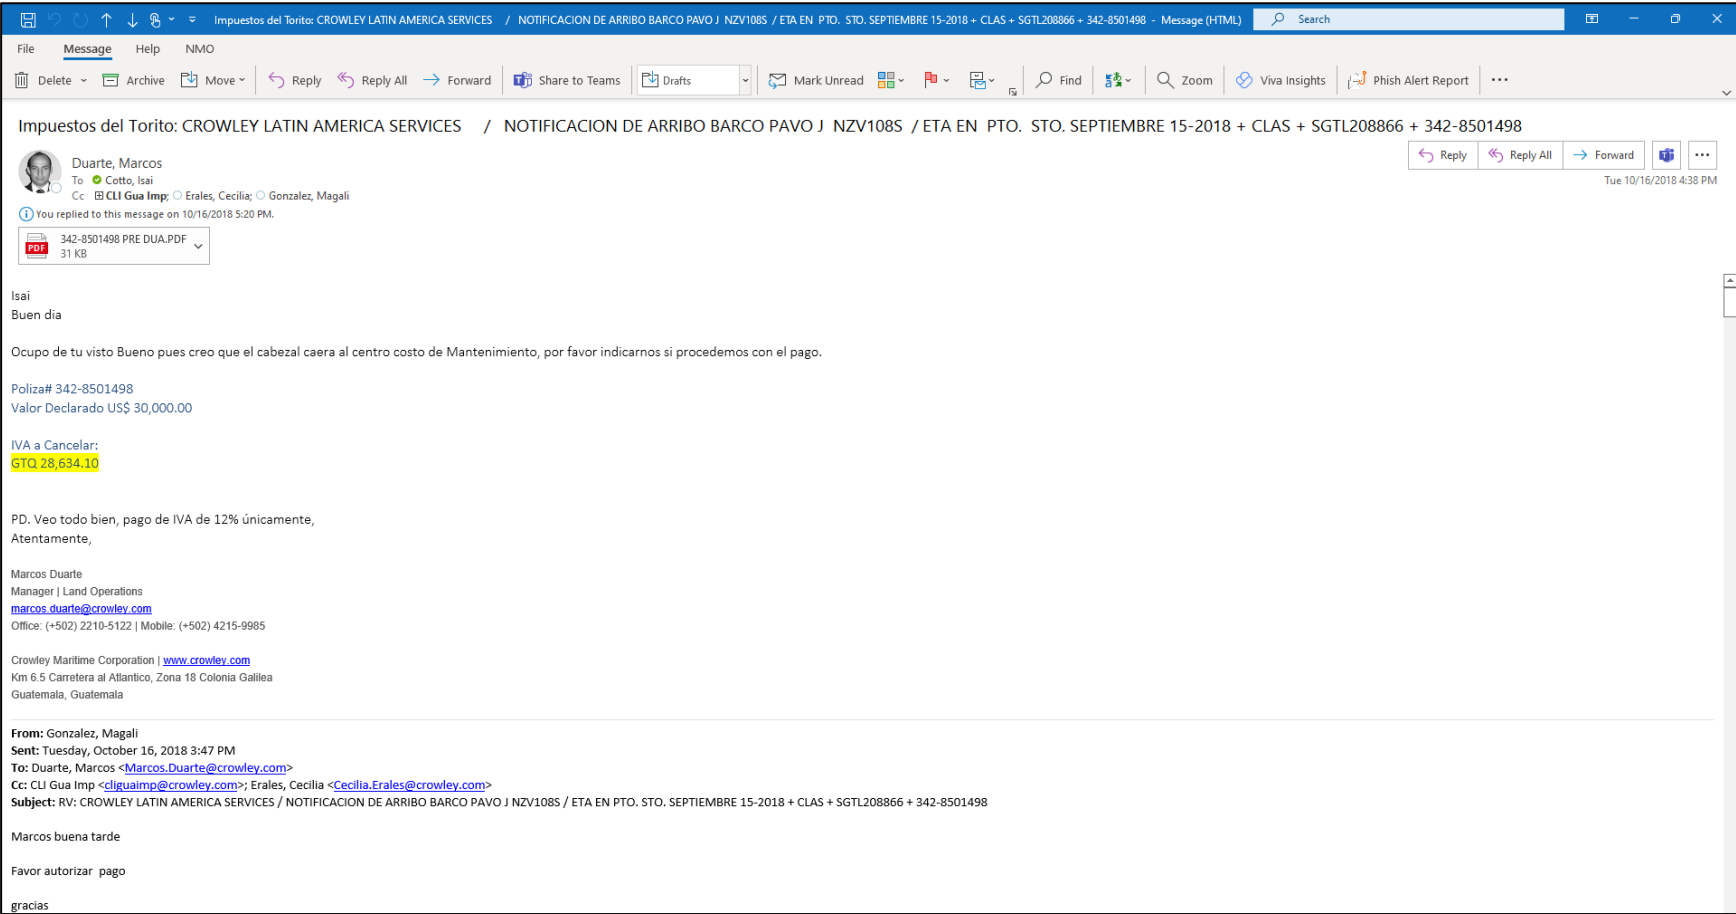 Impuestos del Torito: CROWLEY LATIN AMERICA SERVICES / NOTIFICACION DE ARRIBO BARCO PAVO J NZV108S / ETA EN PTO. STO. SEPTIEMBRE 15-2018 + CLAS + SGTL208866 + 342-8501498 - Message (HTML) Search
File Message Help NMO
Delete Archive Move Reply Reply All Forward Share to Teams Drafts Mark Unread Find Zoom Viva Insights Phish Alert Report
Impuestos del Torito: CROWLEY LATIN AMERICA SERVICES / NOTIFICACION DE ARRIBO BARCO PAVO J NZV108S / ETA EN PTO. STO. SEPTIEMBRE 15-2018 + CLAS + SGTL208866 + 342-8501498
Duarte, Marcos
Reply Reply All Forward
To Cotto, Isai
Tue 10/16/2018 4:38 PM
Cc CLI Gua Imp; Erales, Cecilia; Gonzalez, Magali
You replied to this message on 10/16/2018 5:20 PM.
342-8501498 PRE DUA.PDF
PDF
31 KB
Isai
Buen dia
Ocupo de tu visto Bueno pues creo que el cabezal caera al centro costo de Mantenimiento, por favor indicarnos si procedemos con el pago.
Poliza# 342-8501498
Valor Declarado US$ 30,000.00
IVA a Cancelar:
GTQ 28,634.10
PD. Veo todo bien, pago de IVA de 12% únicamente,
Atentamente,
Marcos Duarte
Manager | Land Operations
marcos.duarte@crowley.com
Office: (+502) 2210-5122 | Mobile: (+502) 4215-9985
Crowley Maritime Corporation | www.crowley.com
Km 6.5 Carretera al Atlantico, Zona 18 Colonia Galilea
Guatemala, Guatemala
From: Gonzalez, Magali
Sent: Tuesday, October 16, 2018 3:47 PM
To: Duarte, Marcos <Marcos.Duarte@crowley.com>
Cc: CLI Gua Imp <cliguaimp@crowley.com>; Erales, Cecilia <Cecilia.Erales@crowley.com>
Subject: RV: CROWLEY LATIN AMERICA SERVICES / NOTIFICACION DE ARRIBO BARCO PAVO J NZV108S / ETA EN PTO. STO. SEPTIEMBRE 15-2018 + CLAS + SGTL208866 + 342-8501498
Marcos buena tarde
Favor autorizar pago
gracias